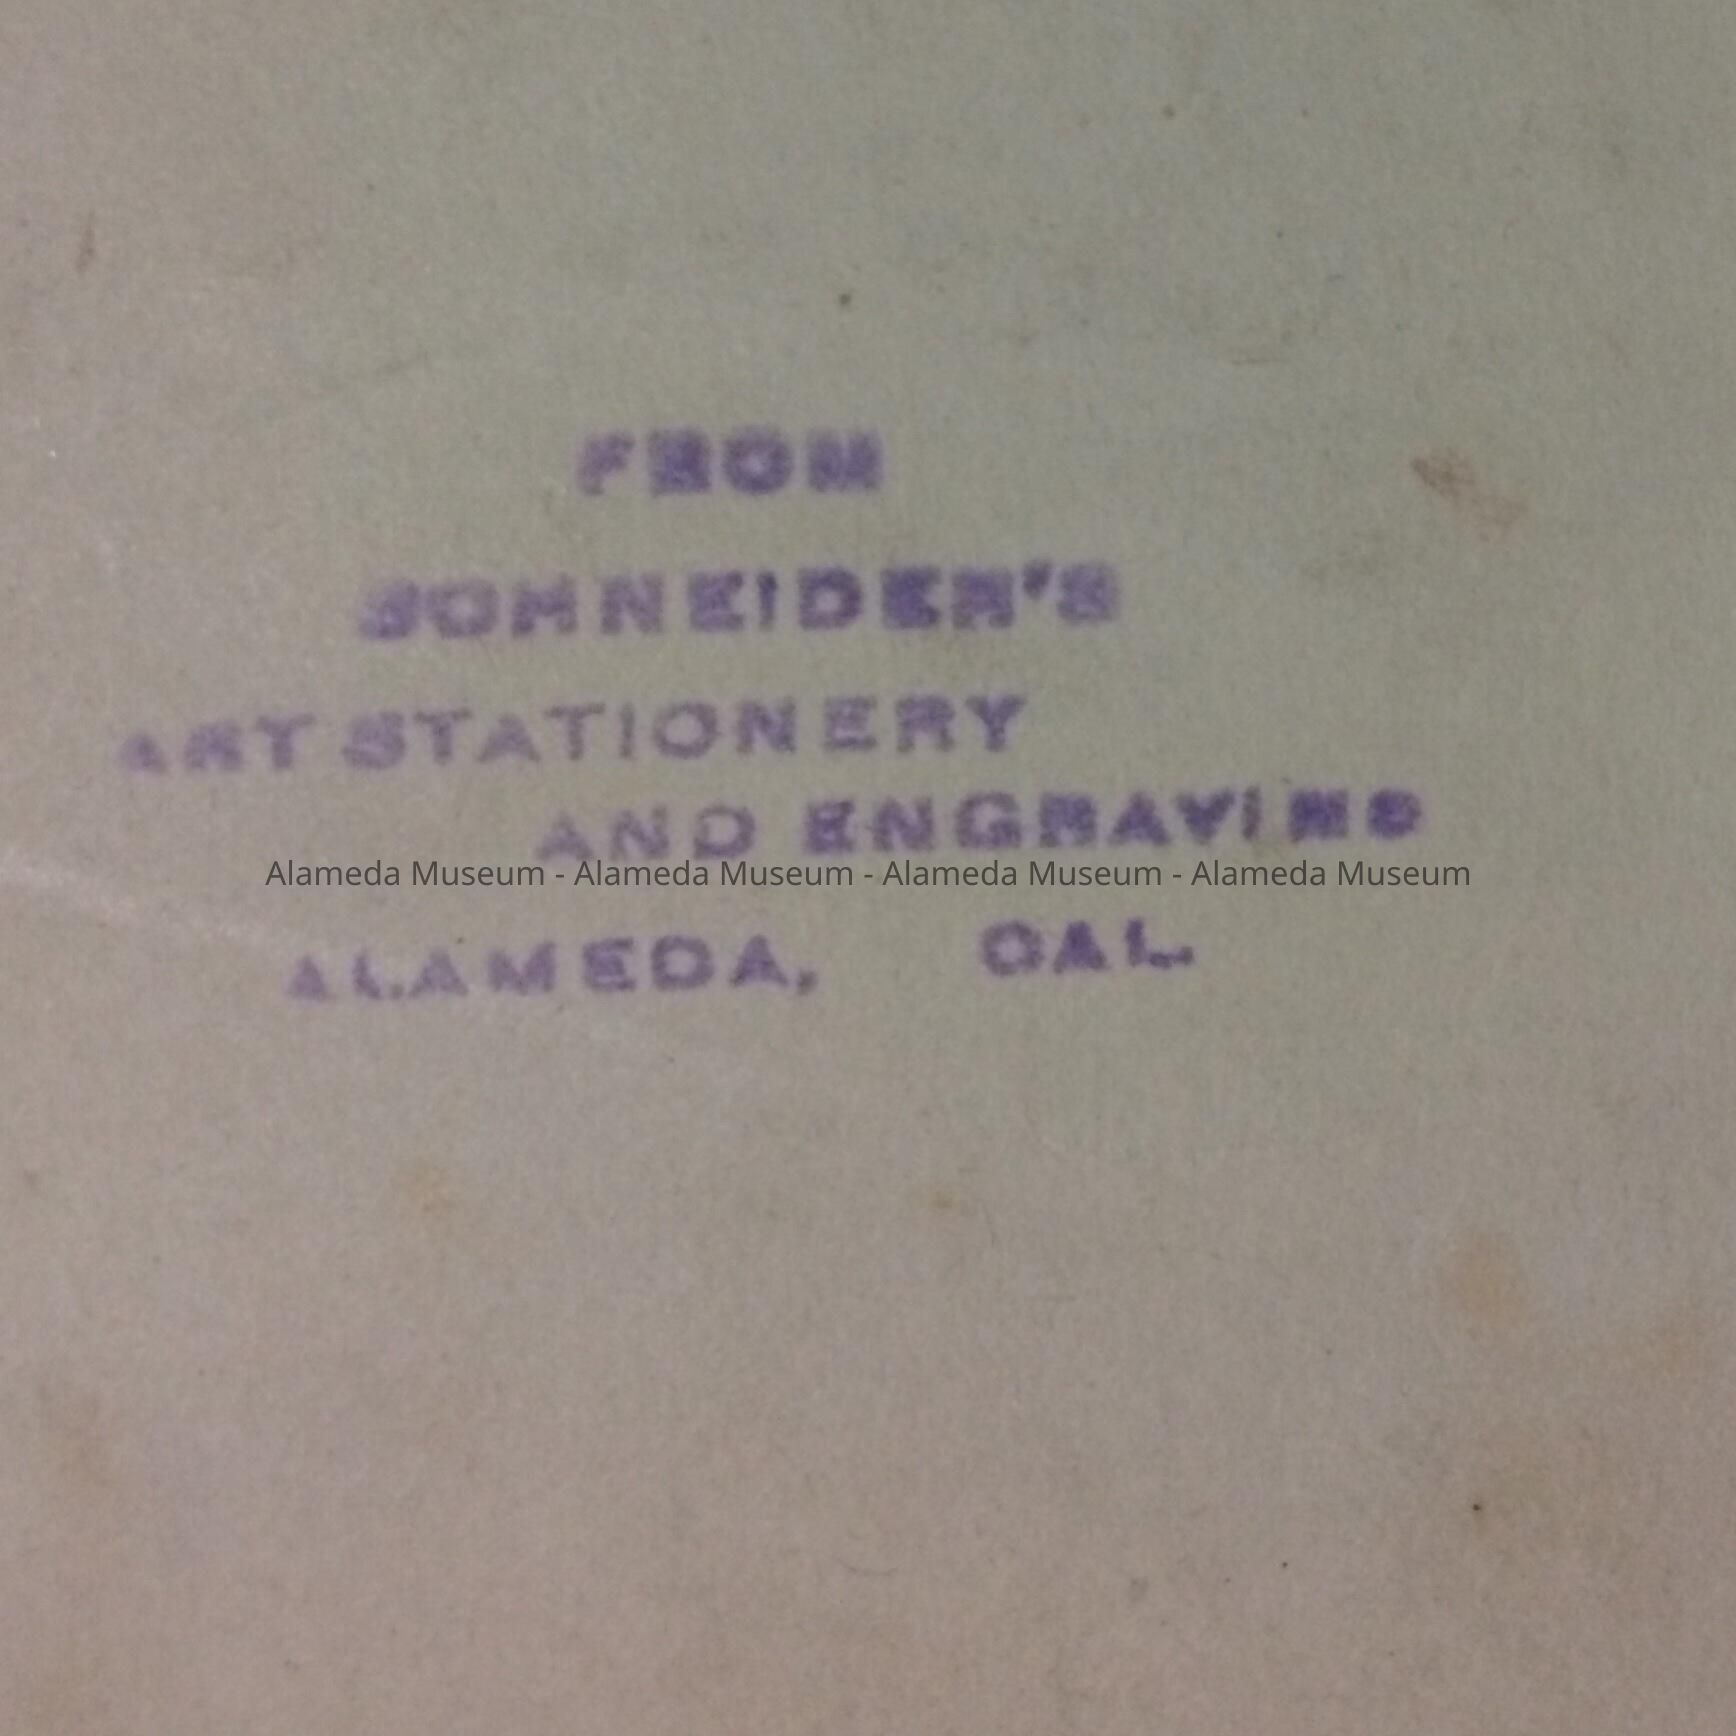 FROM
SCHNEIDER'S
ART STATIONERY
AND ENGRAVING
Alameda Museum - Alameda Museum - Alameda Museum - Alameda Museum
ALAMEDA, CAL.